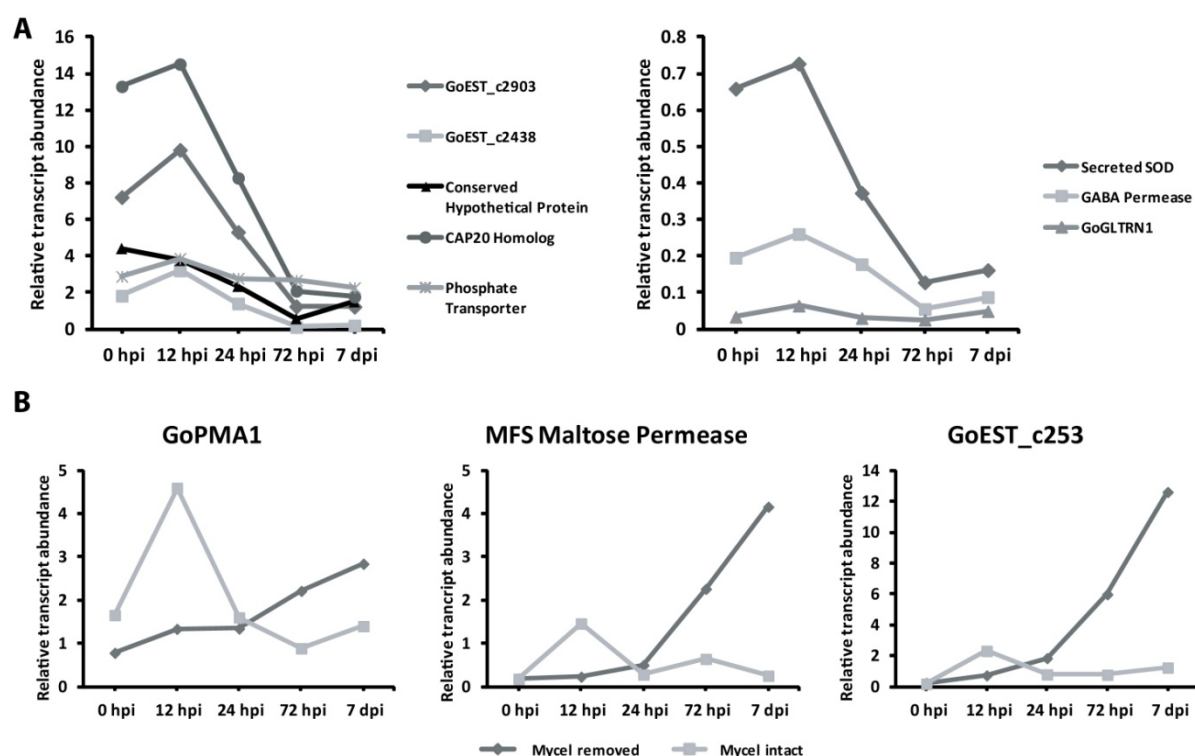 A
Relative transcript abundance
16
14
12
10
8
6
4
2
0
0 hpi 12 hpi 24 hpi 72 hpi 7 dpi
GoEST_c2903
GoEST_c2438
Conserved
Hypothetical Protein
CAP20 Homolog
Phosphate
Transporter
Relative transcript abundance
0.8
0.7
0.6
0.5
0.4
0.3
0.2
0.1
0
0 hpi 12 hpi 24 hpi 72 hpi 7 dpi
Secreted SOD
GABA Permease
GoGLTRN1
B
GoPMA1
Relative transcript abundance
5
4
3
2
1
0
0 hpi 12 hpi 24 hpi 72 hpi 7 dpi
MFS Maltose Permease
Relative transcript abundance
5
4
3
2
1
0
0 hpi 12 hpi 24 hpi 72 hpi 7 dpi
GoEST_c253
Relative transcript abundance
14
12
10
8
6
4
2
0
0 hpi 12 hpi 24 hpi 72 hpi 7 dpi
Mycel removed Mycel intact